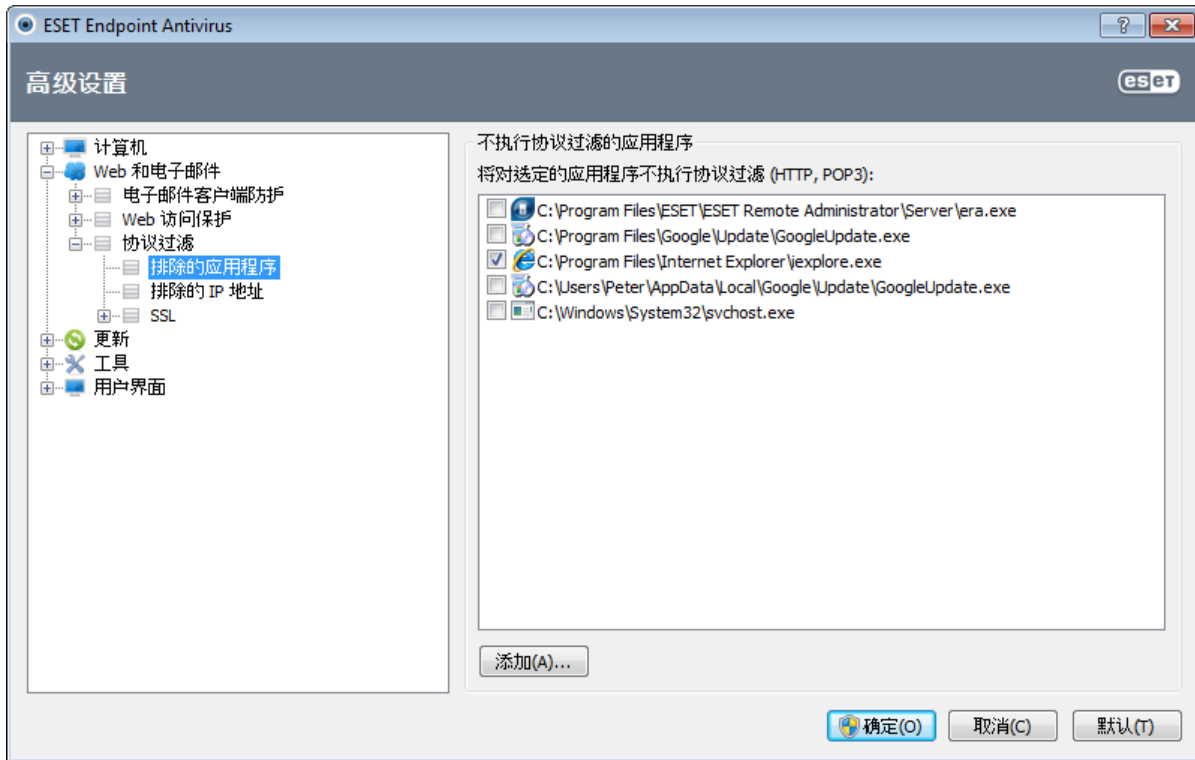 ESET Endpoint Antivirus
高级设置
eset
计算机
Web 和电子邮件
电子邮件客户端防护
Web 访问保护
协议过滤
排除的应用程序
排除的 IP 地址
SSL
更新
工具
用户界面
不执行协议过滤的应用程序
将对选定的应用程序不执行协议过滤 (HTTP, POP3):
C:\Program Files\ESET\ESET Remote Administrator\Server\era.exe
C:\Program Files\Google\Update\GoogleUpdate.exe
C:\Program Files\Internet Explorer\iexplore.exe
C:\Users\Peter\AppData\Local\Google\Update\GoogleUpdate.exe
C:\Windows\System32\svchost.exe
添加(A)...
确定(O)
取消(C)
默认(T)